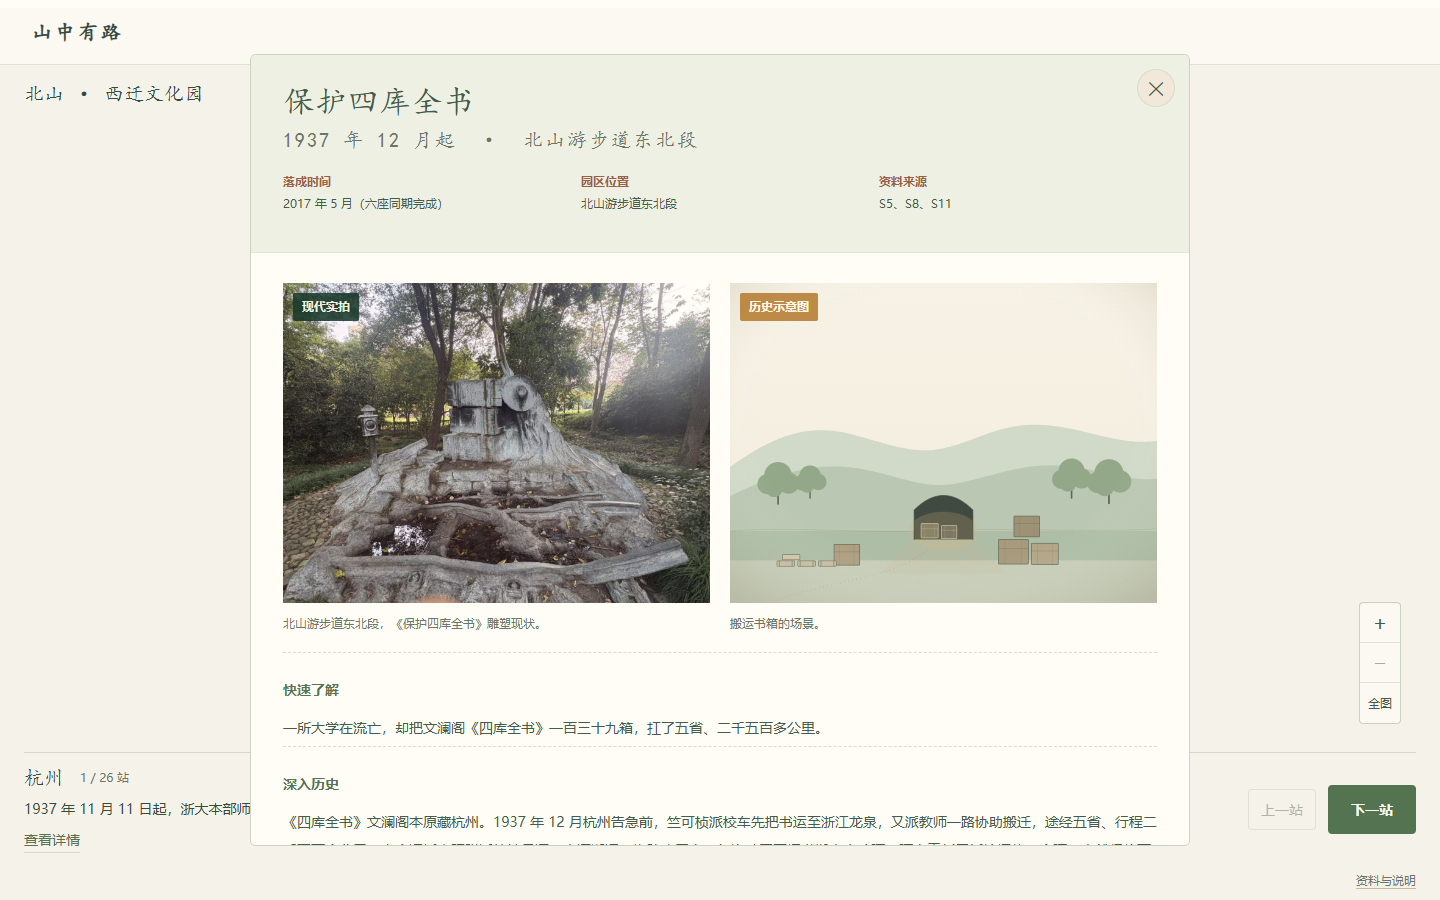 山中有路
北山 • 西迁文化园
保护四库全书
1937 年 12 月起 • 北山游步道东北段
落成时间
2017 年 5 月（六座同期完成）
园区位置
北山游步道东北段
资料来源
S5、S8、S11
现代实拍
历史示意图
北山游步道东北段，《保护四库全书》雕塑现状。
搬运书箱的场景。
快速了解
一所大学在流亡，却把文澜阁《四库全书》一百三十九箱，扛了五省、二千五百多公里。
深入历史
《四库全书》文澜阁本原藏杭州。1937 年 12 月杭州告急前，竺可桢派校车先把书运至浙江龙泉，又派教师一路协助搬迁，途经五省、行程二
+
−
全图
杭州 1 / 26 站
1937 年 11 月 11 日起，浙大本部师
查看详情
上一站
下一站
资料与说明